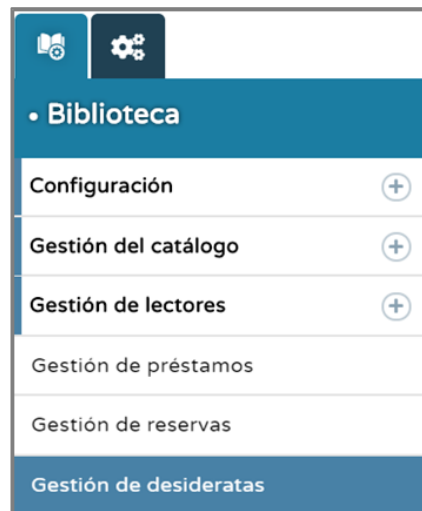 • Biblioteca
Configuración
Gestión del catálogo
Gestión de lectores
Gestión de préstamos
Gestión de reservas
Gestión de desideratas